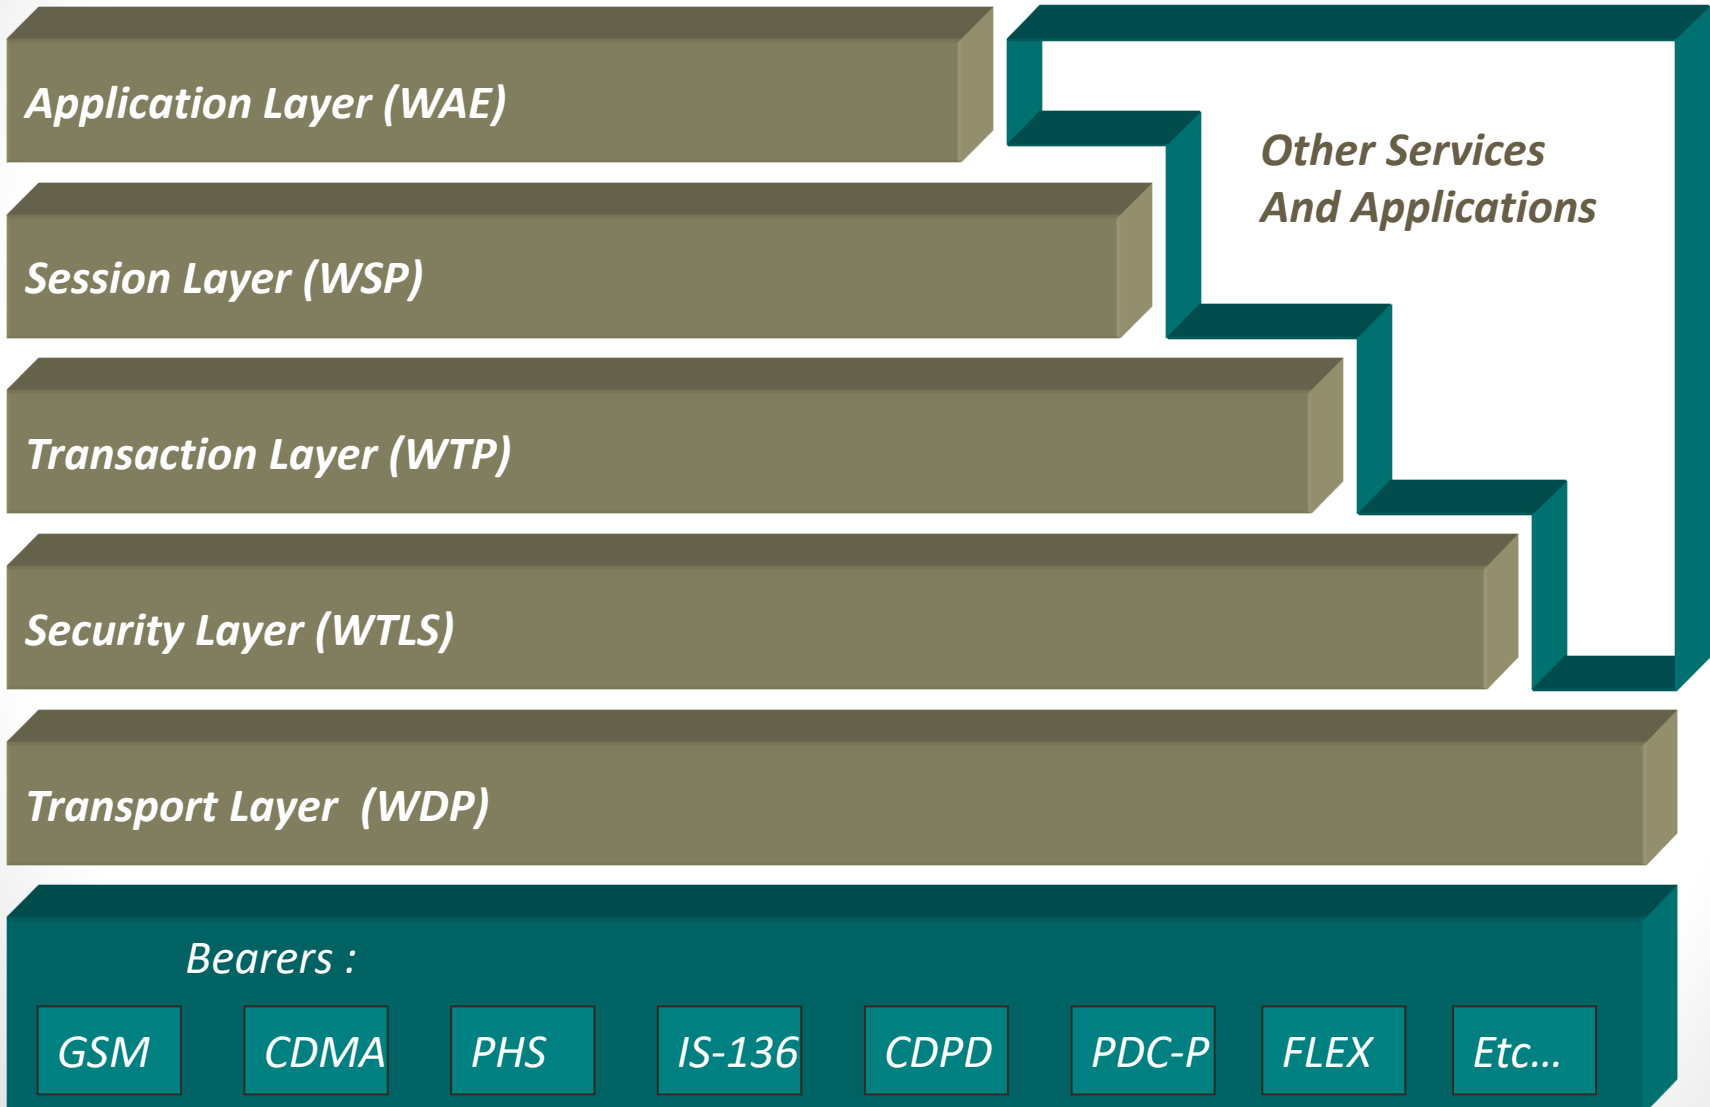 Application Layer (WAE)
Other Services
And Applications
Session Layer (WSP)
Transaction Layer (WTP)
Security Layer (WTLS)
Transport Layer (WDP)
Bearers :
GSM CDMA PHS IS-136 CDPD PDC-P FLEX Etc...